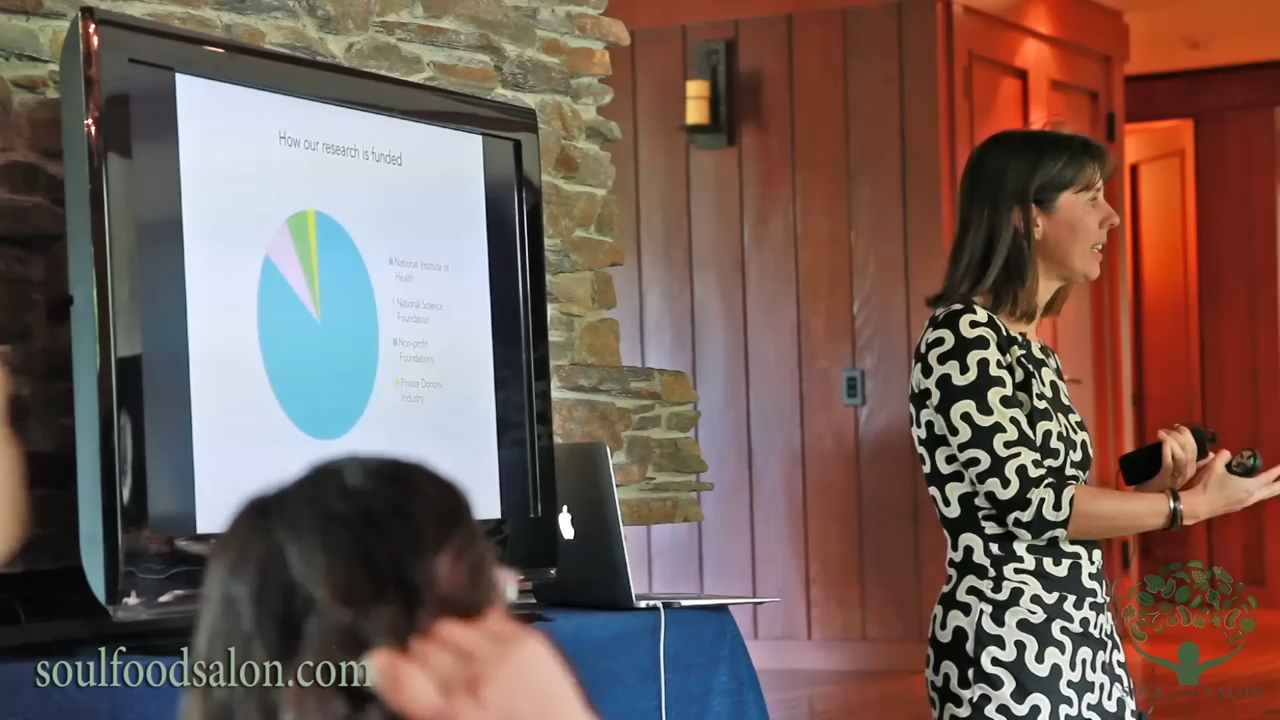 How our research is funded
National Institute of
Health
National Science
Foundation
Non-profit
Foundations
Private Donors,
Industry
soulfoodsalon.com
SALON